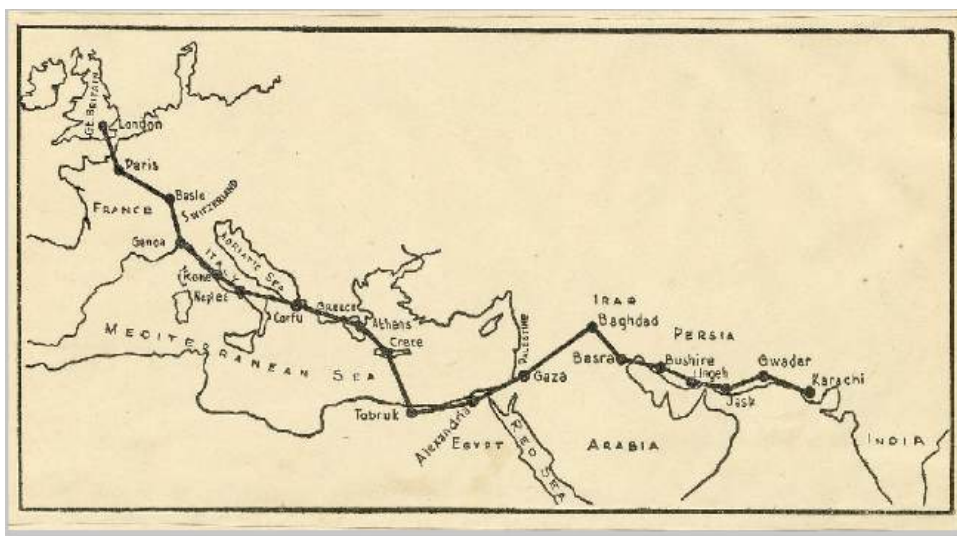 GT. BRITAIN
London
Paris
Basle
SWITZERLAND
FRANCE
Genoa
ITALY
ADRIATIC SEA
Rome
Naples
Corfu
GREECE
Athens
Crete
MEDITERRANEAN SEA
Tobruk
Alexandria
EGYPT
RED SEA
PALESTINE
Gaza
IRAQ
Baghdad
PERSIA
Basra
Bushire
Lingeh
Jask
Gwader
Karachi
ARABIA
INDIA